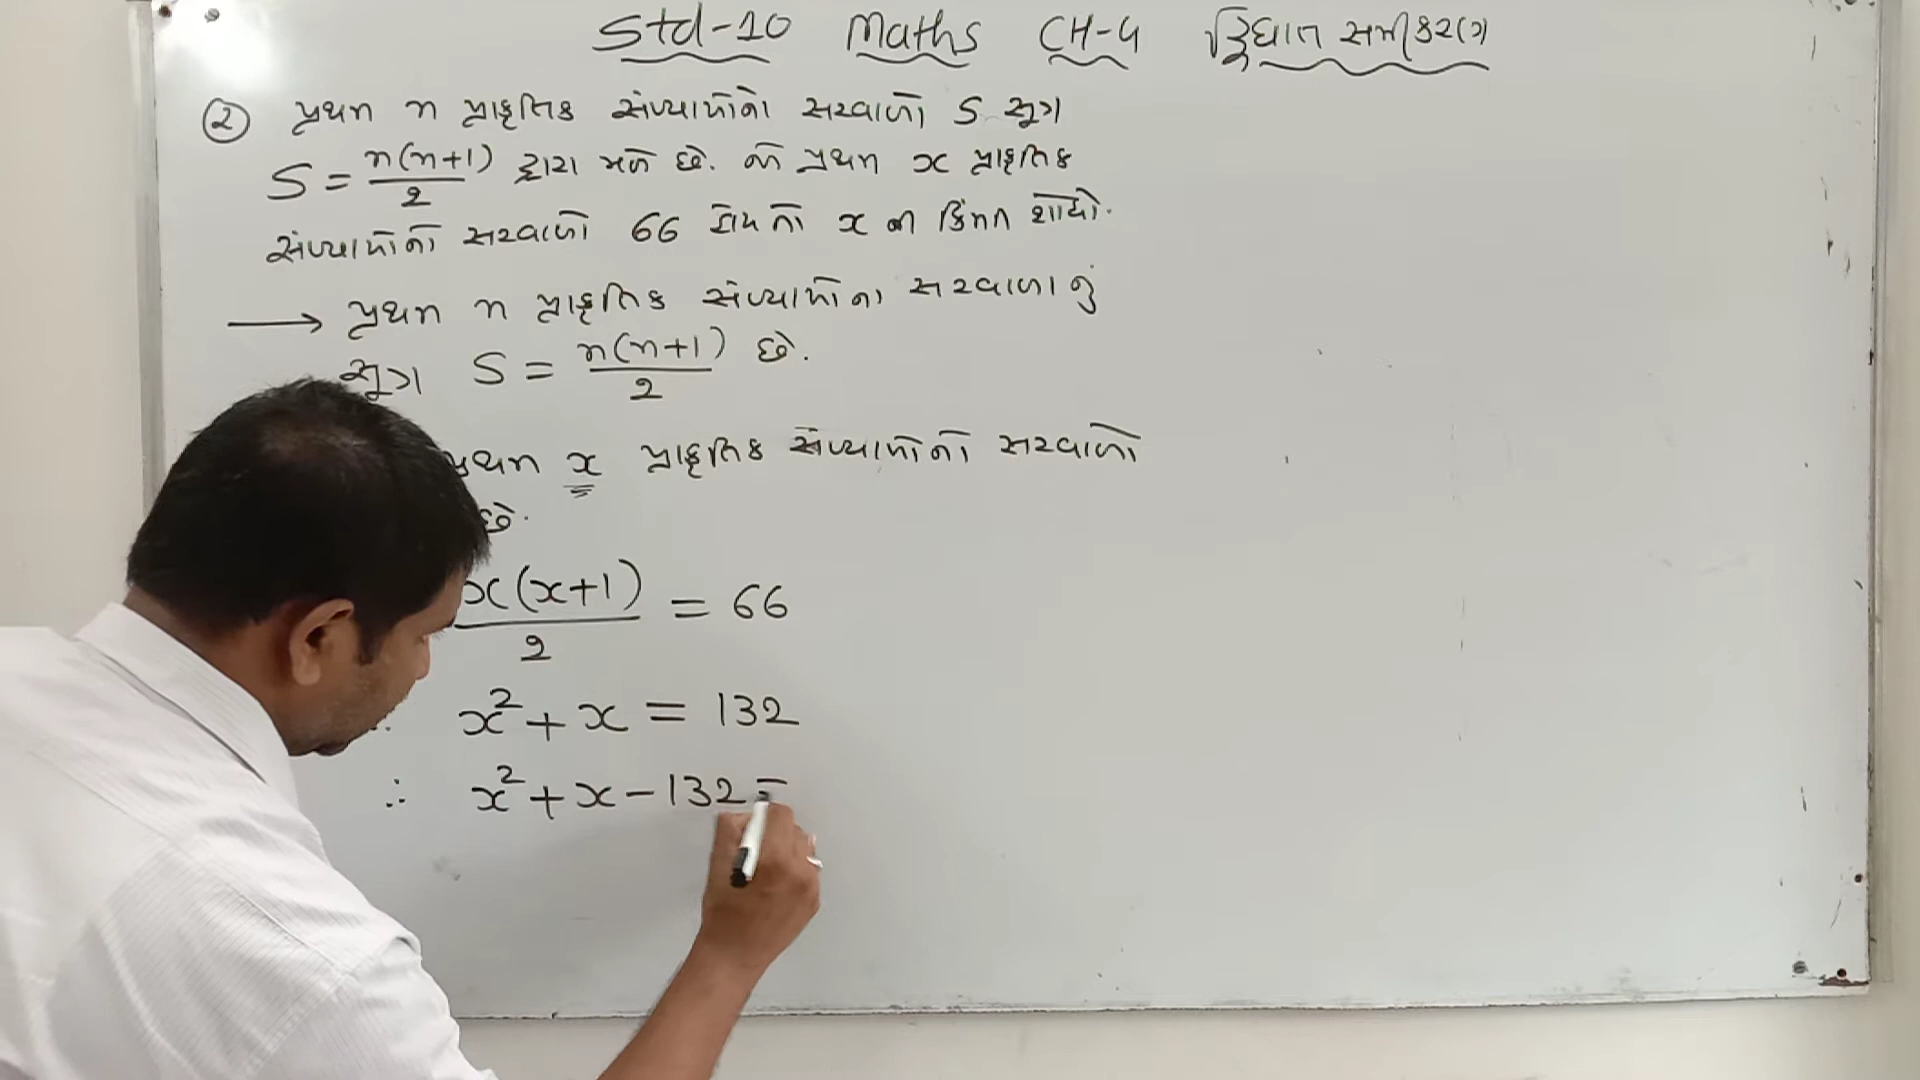 Std-10 Maths CH-4 દ્વિઘાત સમીકરણ
② પ્રથમ n પ્રાકૃતિક સંખ્યાઓનો સરવાળો S સૂત્ર
S = n(n+1)/2 દ્વારા મળે છે. જો પ્રથમ x પ્રાકૃતિક
સંખ્યાઓનો સરવાળો 66 હોય તો x ની કિંમત શોધો.
→ પ્રથમ n પ્રાકૃતિક સંખ્યાઓના સરવાળાનું
સૂત્ર S = n(n+1)/2 છે.
પ્રથમ x પ્રાકૃતિક સંખ્યાઓનો સરવાળો
છે.
x(x+1)/2 = 66
x² + x = 132
∴ x² + x - 132 =